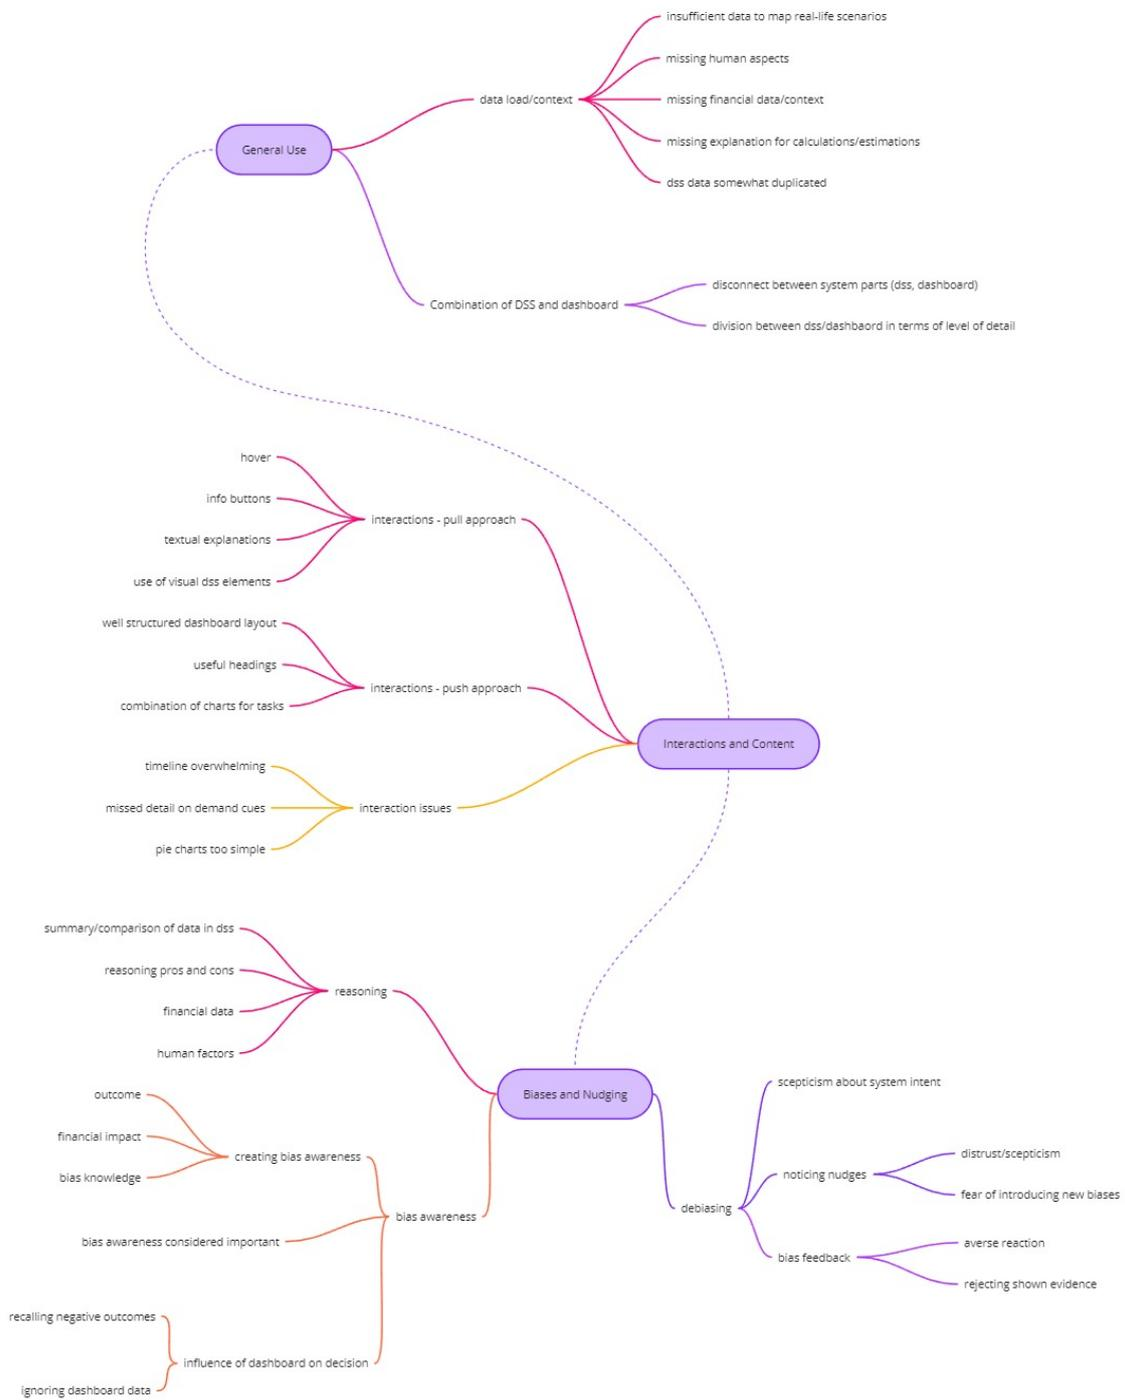 insufficient data to map real-life scenarios
missing human aspects
data load/context
missing financial data/context
missing explanation for calculations/estimations
General Use
dss data somewhat duplicated
disconnect between system parts (dss, dashboard)
Combination of DSS and dashboard
division between dss/dashbaord in terms of level of detail
hover
info buttons
interactions - pull approach
textual explanations
use of visual dss elements
well structured dashboard layout
useful headings
interactions - push approach
combination of charts for tasks
Interactions and Content
timeline overwhelming
missed detail on demand cues
interaction issues
pie charts too simple
summary/comparison of data in dss
reasoning pros and cons
reasoning
financial data
human factors
Biases and Nudging
outcome
financial impact
creating bias awareness
bias knowledge
bias awareness
bias awareness considered important
recalling negative outcomes
influence of dashboard on decision
ignoring dashboard data
scepticism about system intent
distrust/scepticism
noticing nudges
fear of introducing new biases
debiasing
averse reaction
bias feedback
rejecting shown evidence